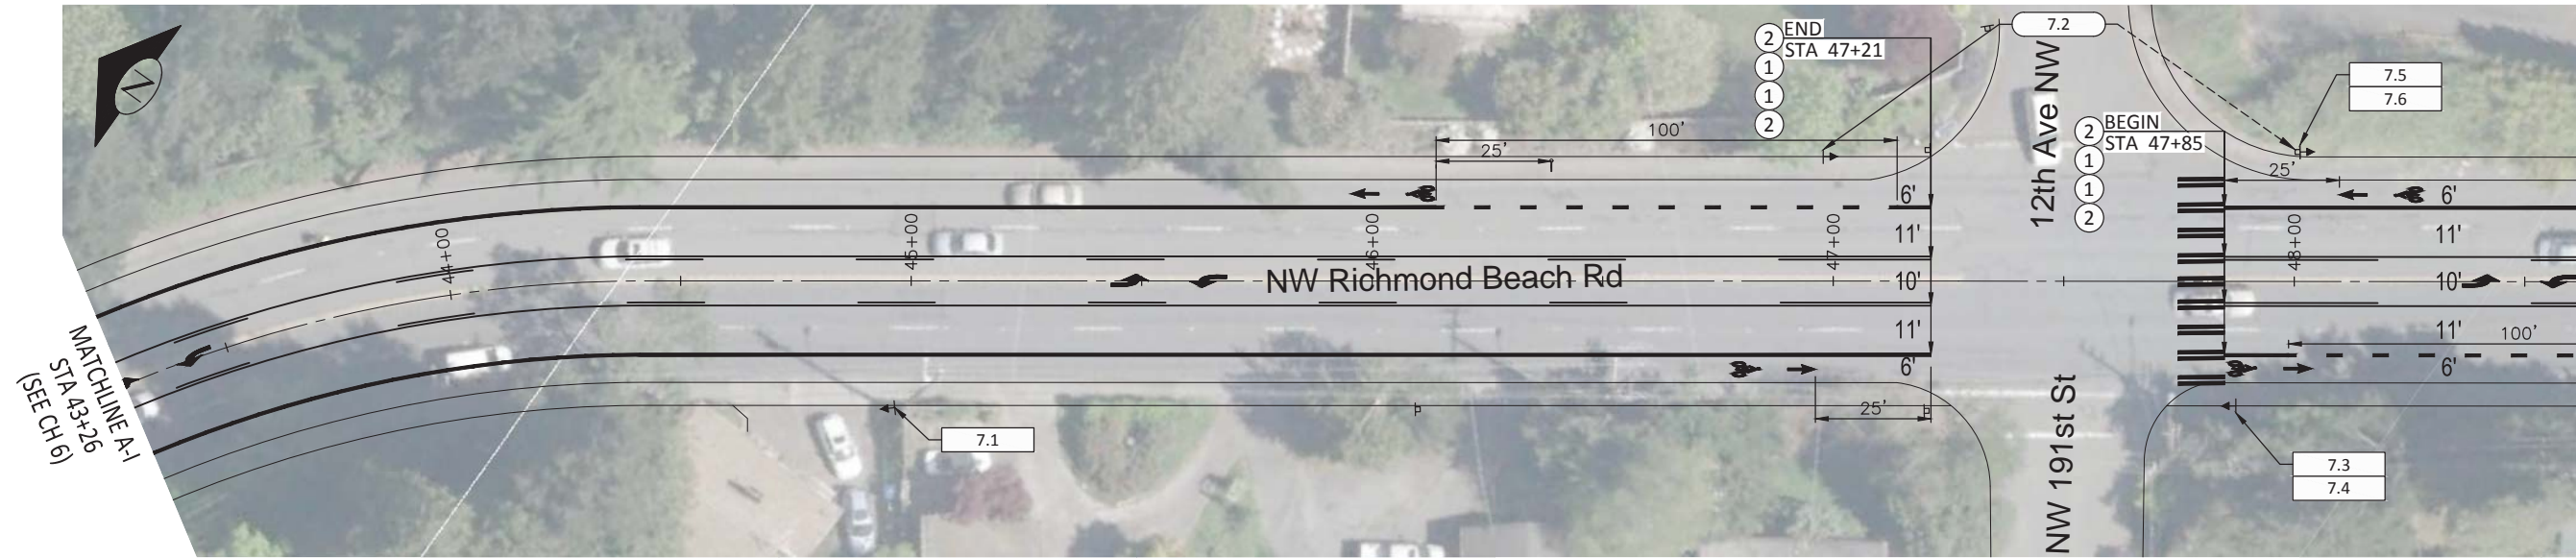 N
MATCHLINE A-I
STA 43+26
(SEE CH 6)
44+00
45+00
46+00
47+00
48+00
NW Richmond Beach Rd
7.1
100'
25'
2 END
STA 47+21
1
1
2
6'
11'
10'
11'
6'
25'
7.2
12th Ave NW
NW 191st St
2 BEGIN
STA 47+85
1
1
2
7.5
7.6
25'
6'
11'
10'
11'
100'
6'
7.3
7.4